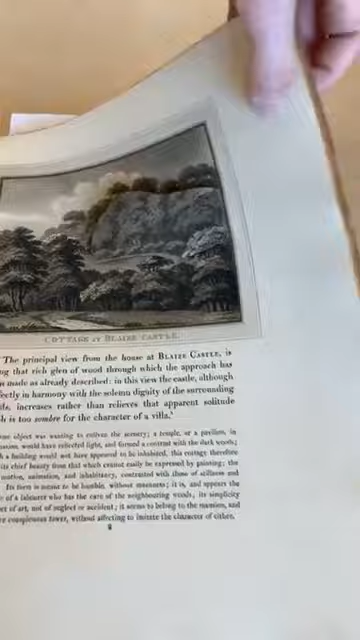 COTTAGE AT BLAIZE CASTLE.
'The principal view from the house at BLAIZE CASTLE, is
ng that rich glen of wood through which the approach has
n made as already described: in this view the castle, although
fectly in harmony with the solemn dignity of the surrounding
ds, increases rather than relieves that apparent solitude
h is too sombre for the character of a villa.'
me object was wanting to enliven the scenery; a temple, or a pavilion, in
would have reflected light, and formed a contrast with the dark woods;
h a building would not have appeared to be inhabited, this cottage therefore
its chief beauty from that which cannot easily be expressed by painting; the
motion, animation, and inhabitancy, contrasted with those of stillness and
Its form is meant to be humble, without meanness; it is, and appears the
of a labourer who has the care of the neighbouring woods; its simplicity
ect of art, not of neglect or accident; it seems to belong to the mansion, and
conspicuous tower, without affecting to imitate the character of either.